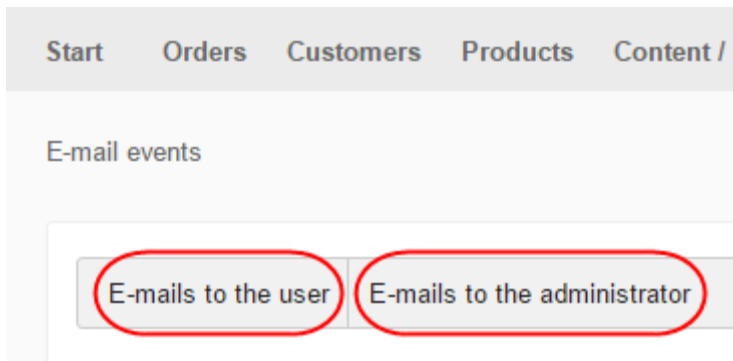 Start Orders Customers Products Content /
E-mail events
E-mails to the user E-mails to the administrator